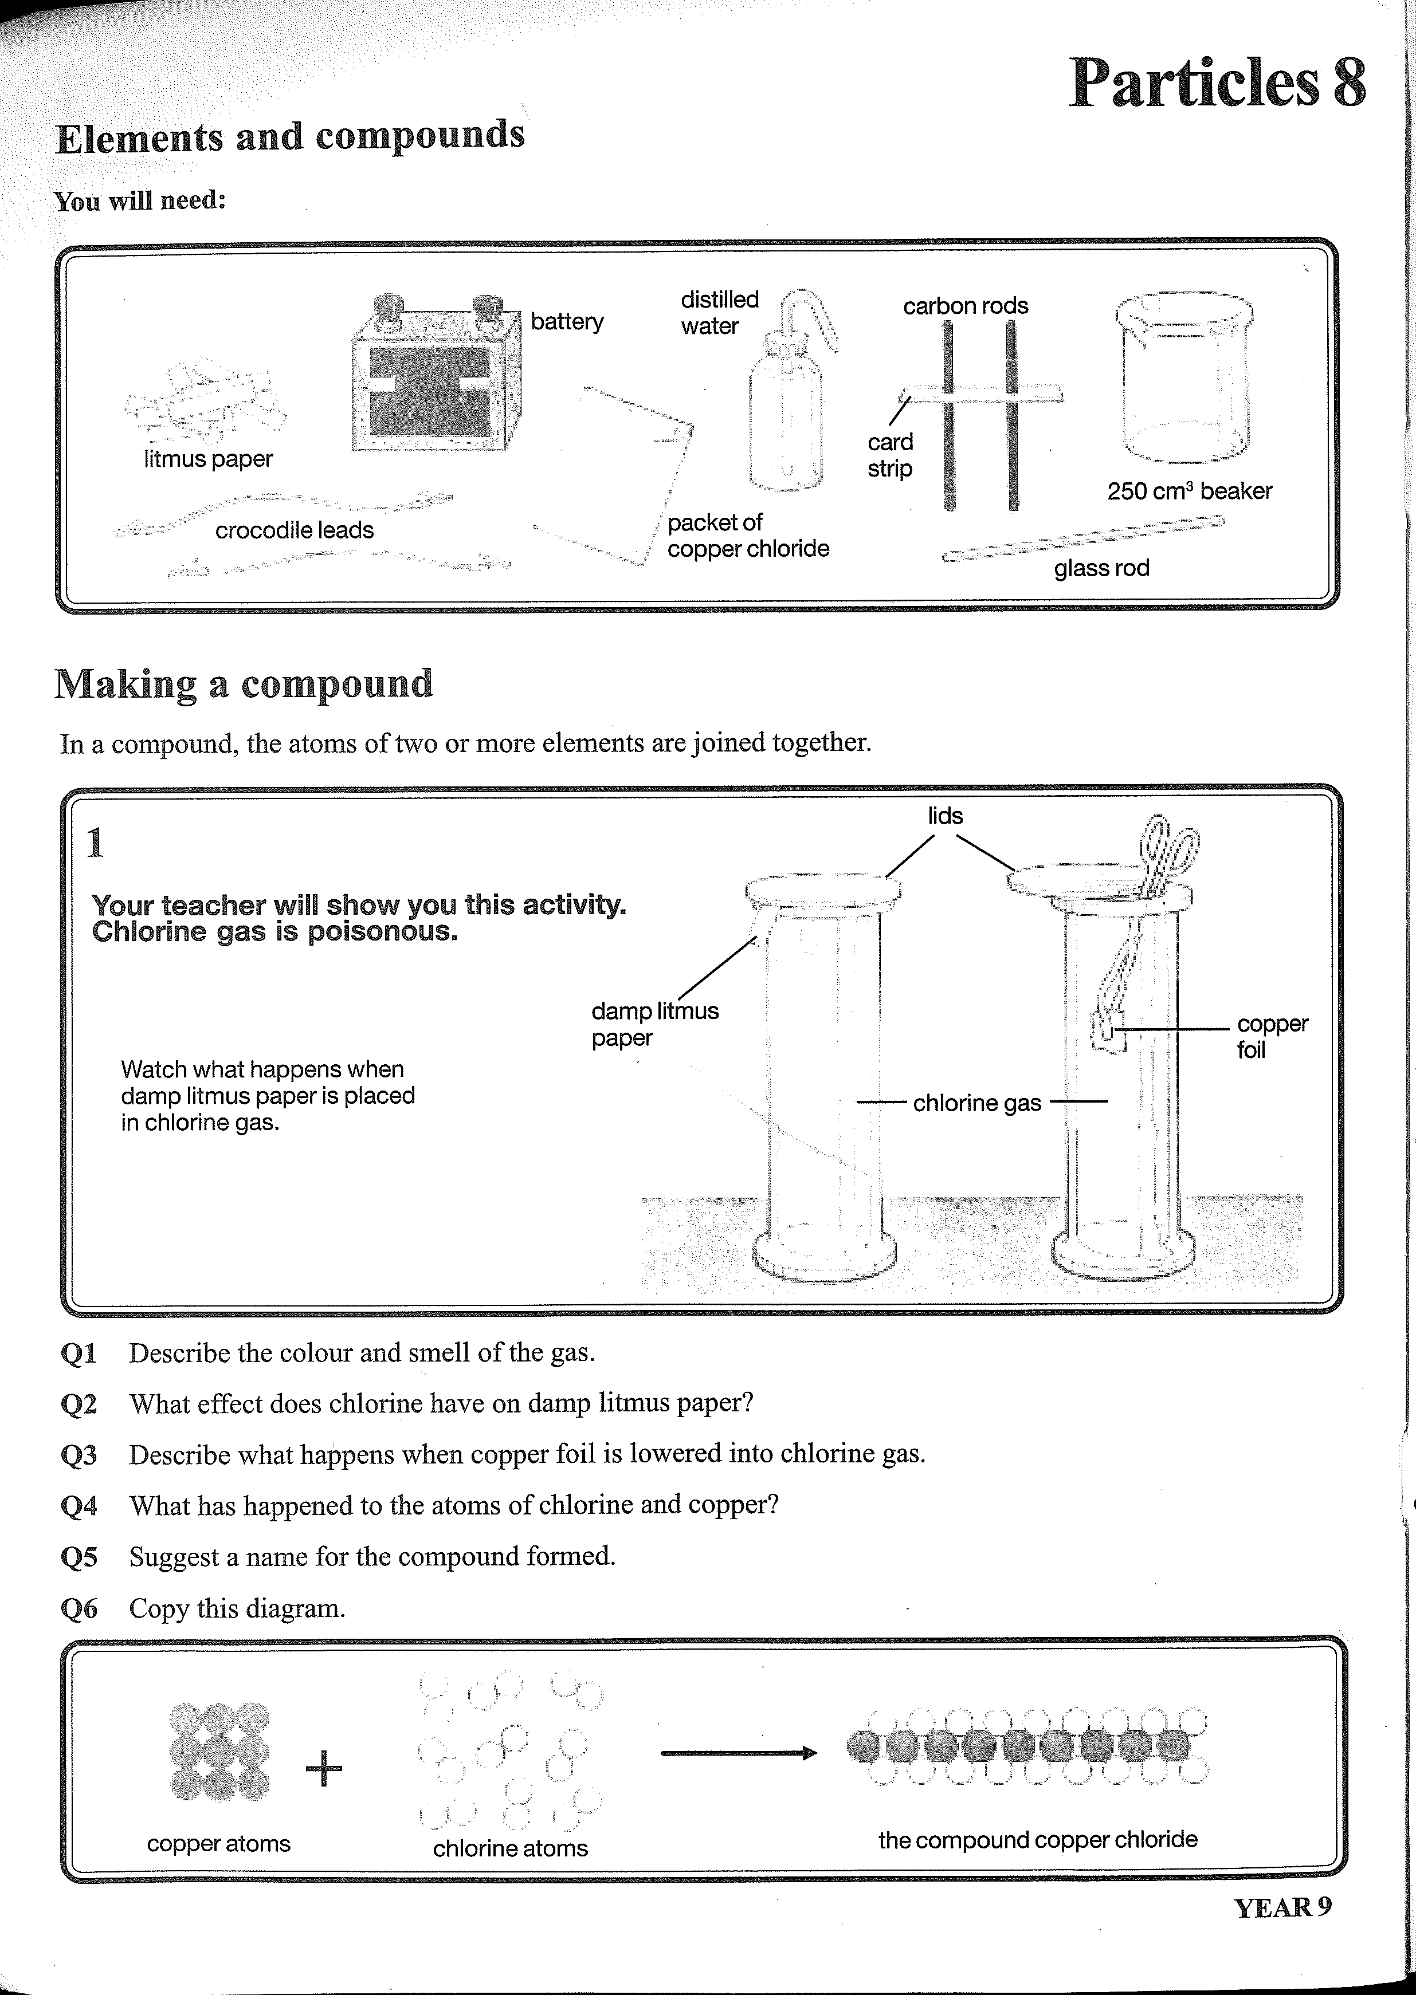 Particles 8
Elements and compounds
You will need:
battery
distilled
water
carbon rods
litmus paper
card
strip
250 cm³ beaker
crocodile leads
packet of
copper chloride
glass rod
Making a compound
In a compound, the atoms of two or more elements are joined together.
1
lids
Your teacher will show you this activity.
Chlorine gas is poisonous.
damp litmus
paper
copper
foil
Watch what happens when
damp litmus paper is placed
in chlorine gas.
chlorine gas
Q1 Describe the colour and smell of the gas.
Q2 What effect does chlorine have on damp litmus paper?
Q3 Describe what happens when copper foil is lowered into chlorine gas.
Q4 What has happened to the atoms of chlorine and copper?
Q5 Suggest a name for the compound formed.
Q6 Copy this diagram.
+
copper atoms
chlorine atoms
the compound copper chloride
YEAR 9